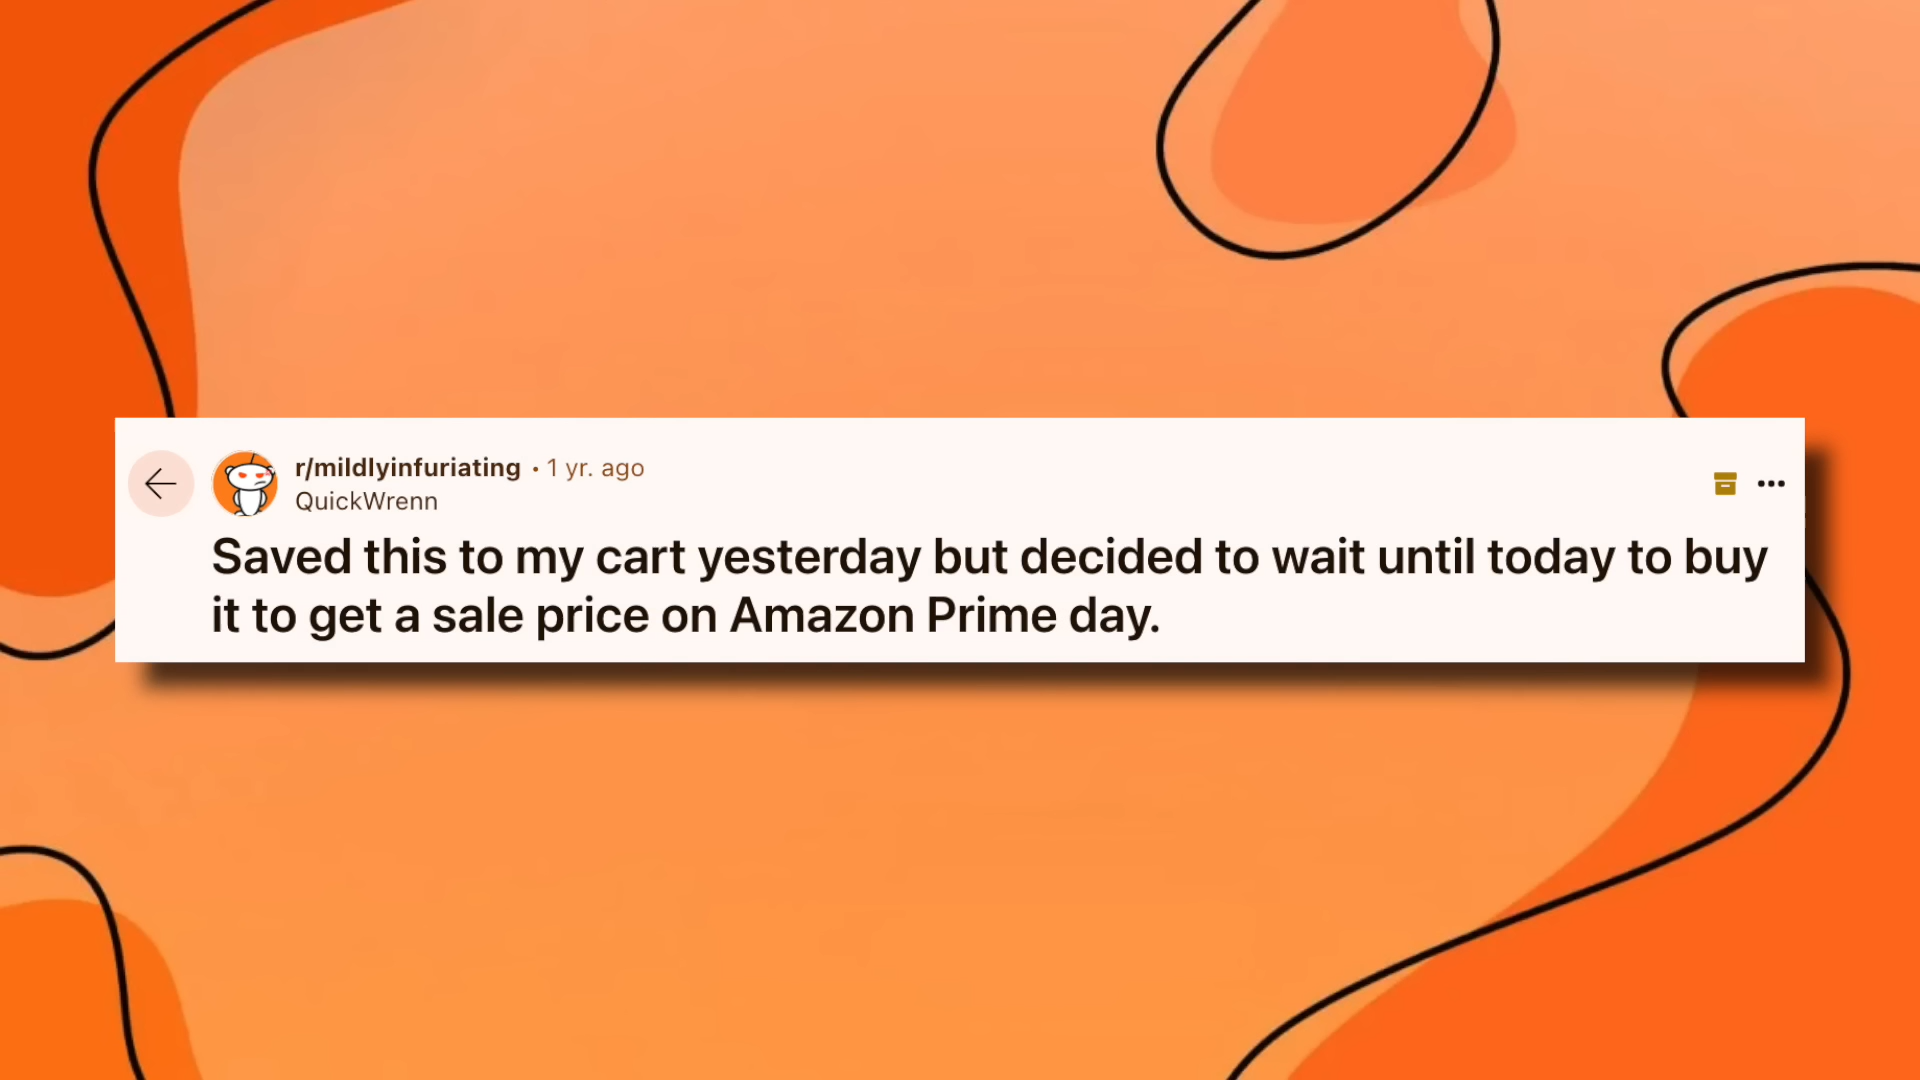 r/mildlyinfuriating • 1 yr. ago
QuickWrenn
Saved this to my cart yesterday but decided to wait until today to buy
it to get a sale price on Amazon Prime day.